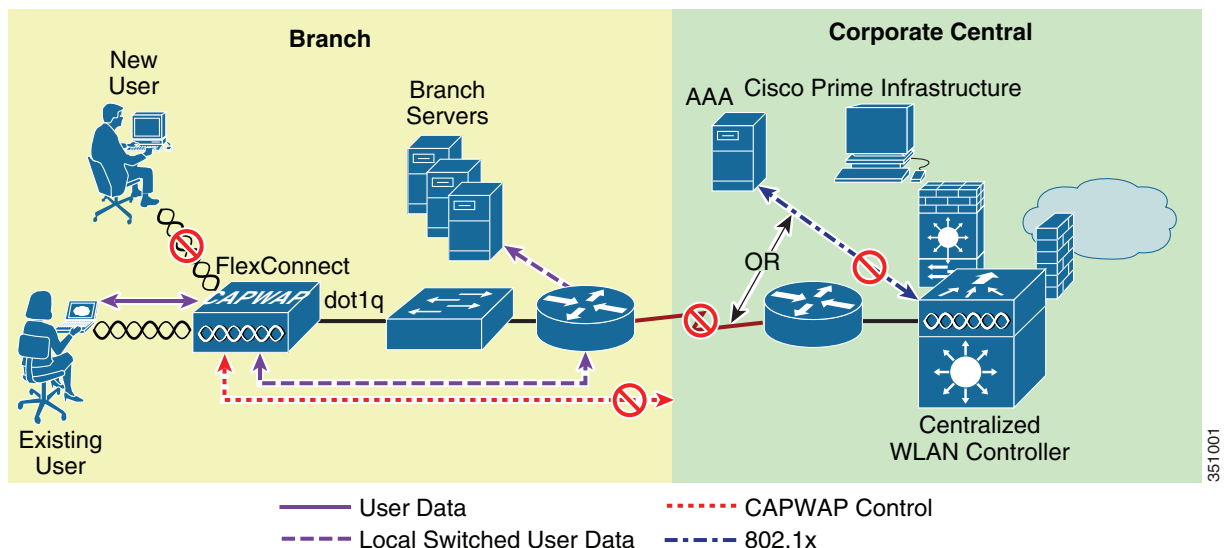 Branch
Corporate Central
New
User
Branch
Servers
AAA
Cisco Prime Infrastructure
OR
FlexConnect
CAPWAP
dot1q
Existing
User
Centralized
WLAN Controller
351001
User Data
CAPWAP Control
Local Switched User Data
802.1x